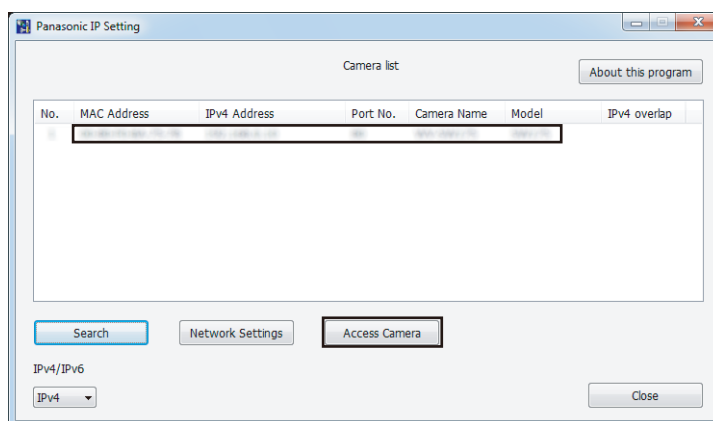 Panasonic IP Setting
Camera list
About this program
No. MAC Address IPv4 Address Port No. Camera Name Model IPv4 overlap
Search Network Settings Access Camera
IPv4/IPv6
IPv4
Close